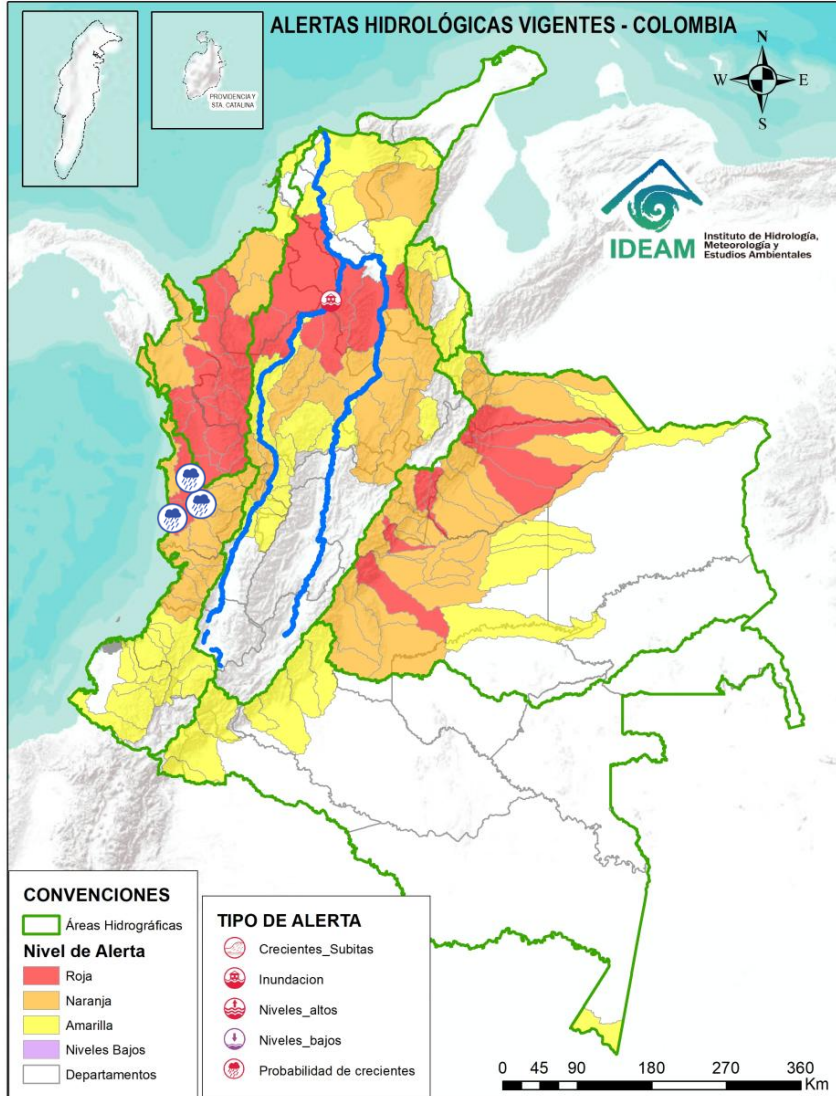 ALERTAS HIDROLÓGICAS VIGENTES - COLOMBIA
PROVIDENCIA Y
STA. CATALINA
N
W
E
S
IDEAM
Instituto de Hidrología,
Meteorología y
Estudios Ambientales
CONVENCIONES
Áreas Hidrográficas
Nivel de Alerta
Roja
Naranja
Amarilla
Niveles Bajos
Departamentos
TIPO DE ALERTA
Crecientes_Subitas
Inundacion
Niveles_altos
Niveles_bajos
Probabilidad de crecientes
0 45 90 180 270 360
Km